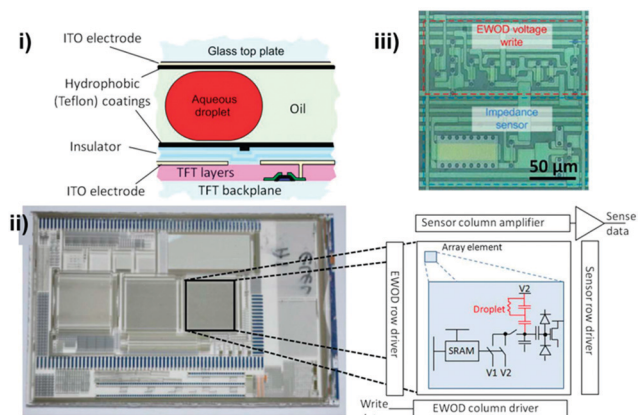 i)
ITO electrode
Glass top plate
Hydrophobic
(Teflon) coatings
Aqueous
droplet
Oil
Insulator
TFT layers
ITO electrode
TFT backplane
iii)
EWOD voltage
write
Impedance
sensor
50 µm
ii)
Sensor column amplifier
Sense
data
Array element
EWOD row
driver
V2
Droplet
SRAM
V1 V2
Sensor row
driver
Write
EWOD column driver